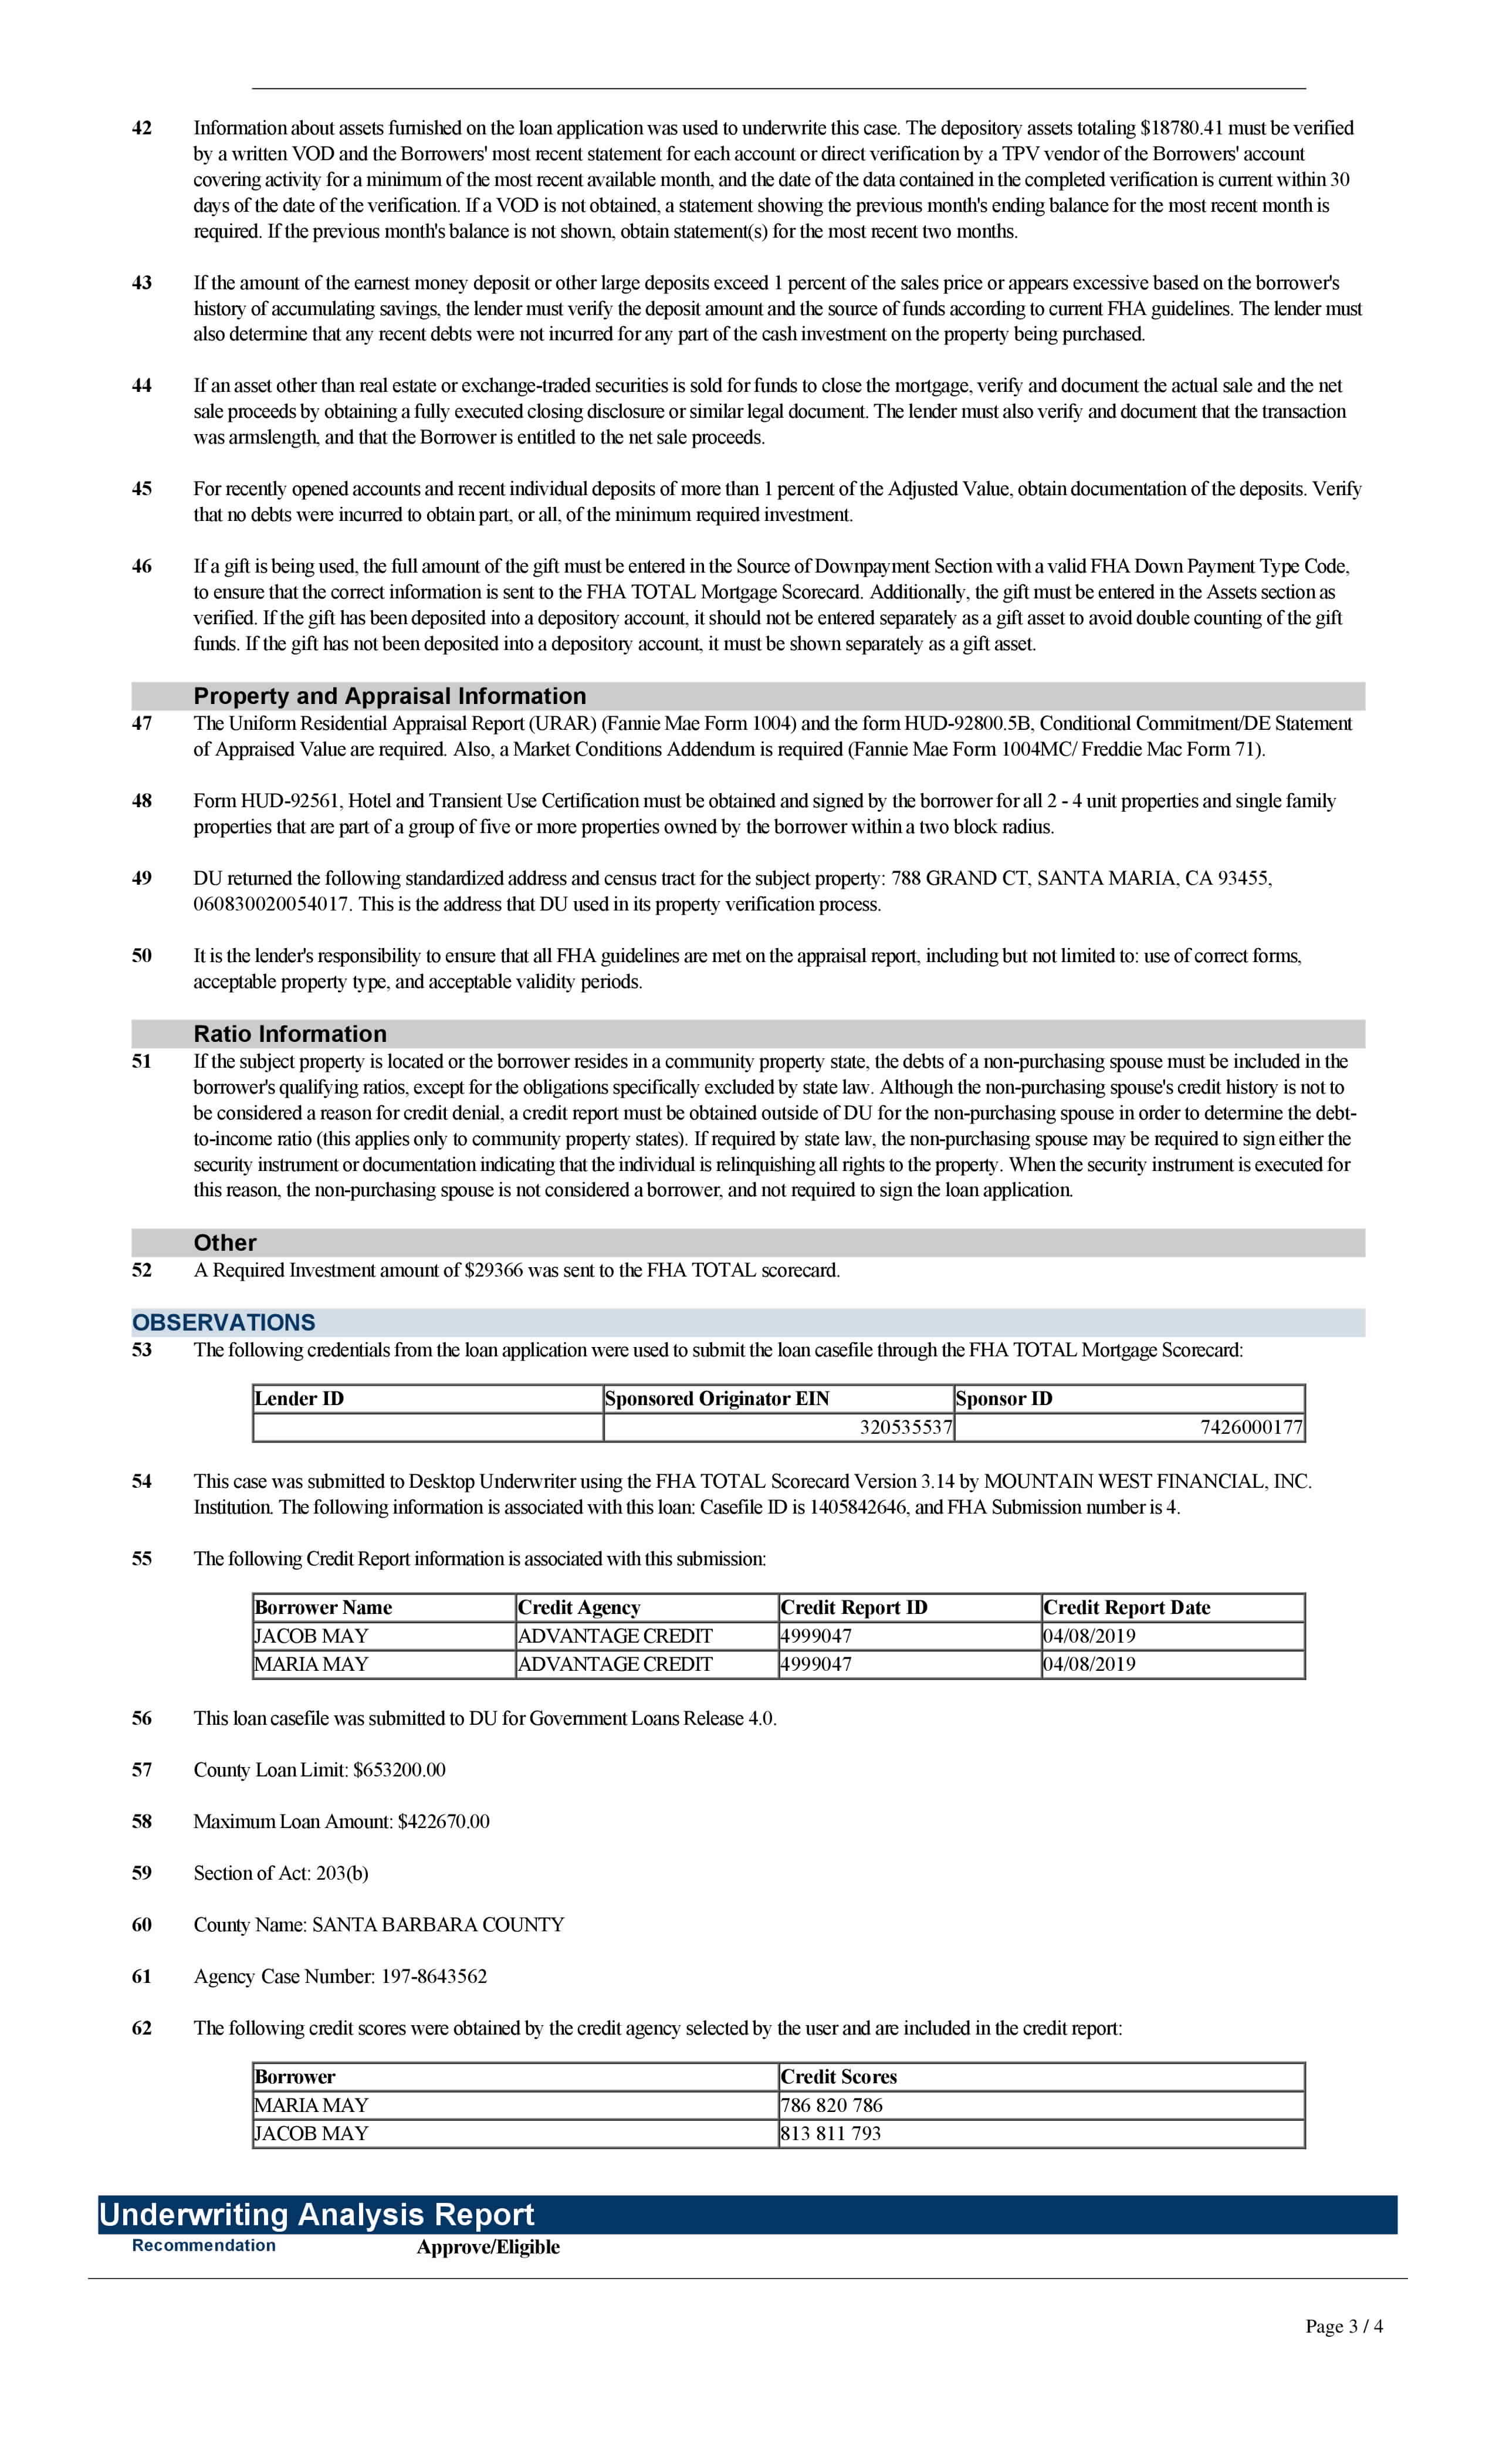 42 Information about assets furnished on the loan application was used to underwrite this case. The depository assets totaling $18780.41 must be verified
by a written VOD and the Borrowers' most recent statement for each account or direct verification by a TPV vendor of the Borrowers' account
covering activity for a minimum of the most recent available month, and the date of the data contained in the completed verification is current within 30
days of the date of the verification. If a VOD is not obtained, a statement showing the previous month's ending balance for the most recent month is
required. If the previous month's balance is not shown, obtain statement(s) for the most recent two months.
43 If the amount of the earnest money deposit or other large deposits exceed 1 percent of the sales price or appears excessive based on the borrower's
history of accumulating savings, the lender must verify the deposit amount and the source of funds according to current FHA guidelines. The lender must
also determine that any recent debts were not incurred for any part of the cash investment on the property being purchased.
44 If an asset other than real estate or exchange-traded securities is sold for funds to close the mortgage, verify and document the actual sale and the net
sale proceeds by obtaining a fully executed closing disclosure or similar legal document. The lender must also verify and document that the transaction
was armslength, and that the Borrower is entitled to the net sale proceeds.
45 For recently opened accounts and recent individual deposits of more than 1 percent of the Adjusted Value, obtain documentation of the deposits. Verify
that no debts were incurred to obtain part, or all, of the minimum required investment.
46 If a gift is being used, the full amount of the gift must be entered in the Source of Downpayment Section with a valid FHA Down Payment Type Code,
to ensure that the correct information is sent to the FHA TOTAL Mortgage Scorecard. Additionally, the gift must be entered in the Assets section as
verified. If the gift has been deposited into a depository account, it should not be entered separately as a gift asset to avoid double counting of the gift
funds. If the gift has not been deposited into a depository account, it must be shown separately as a gift asset.
Property and Appraisal Information
47 The Uniform Residential Appraisal Report (URAR) (Fannie Mae Form 1004) and the form HUD-92800.5B, Conditional Commitment/DE Statement
of Appraised Value are required. Also, a Market Conditions Addendum is required (Fannie Mae Form 1004MC/ Freddie Mac Form 71).
48 Form HUD-92561, Hotel and Transient Use Certification must be obtained and signed by the borrower for all 2 - 4 unit properties and single family
properties that are part of a group of five or more properties owned by the borrower within a two block radius.
49 DU returned the following standardized address and census tract for the subject property: 788 GRAND CT, SANTA MARIA, CA 93455,
060830020054017. This is the address that DU used in its property verification process.
50 It is the lender's responsibility to ensure that all FHA guidelines are met on the appraisal report, including but not limited to: use of correct forms,
acceptable property type, and acceptable validity periods.
Ratio Information
51 If the subject property is located or the borrower resides in a community property state, the debts of a non-purchasing spouse must be included in the
borrower's qualifying ratios, except for the obligations specifically excluded by state law. Although the non-purchasing spouse's credit history is not to
be considered a reason for credit denial, a credit report must be obtained outside of DU for the non-purchasing spouse in order to determine the debt-
to-income ratio (this applies only to community property states). If required by state law, the non-purchasing spouse may be required to sign either the
security instrument or documentation indicating that the individual is relinquishing all rights to the property. When the security instrument is executed for
this reason, the non-purchasing spouse is not considered a borrower, and not required to sign the loan application.
Other
52 A Required Investment amount of $29366 was sent to the FHA TOTAL scorecard.
OBSERVATIONS
53 The following credentials from the loan application were used to submit the loan casefile through the FHA TOTAL Mortgage Scorecard:
Lender ID Sponsored Originator EIN Sponsor ID
320535537 7426000177
54 This case was submitted to Desktop Underwriter using the FHA TOTAL Scorecard Version 3.14 by MOUNTAIN WEST FINANCIAL, INC.
Institution. The following information is associated with this loan: Casefile ID is 1405842646, and FHA Submission number is 4.
55 The following Credit Report information is associated with this submission:
Borrower Name Credit Agency Credit Report ID Credit Report Date
JACOB MAY ADVANTAGE CREDIT 4999047 04/08/2019
MARIA MAY ADVANTAGE CREDIT 4999047 04/08/2019
56 This loan casefile was submitted to DU for Government Loans Release 4.0.
57 County Loan Limit: $653200.00
58 Maximum Loan Amount: $422670.00
59 Section of Act: 203(b)
60 County Name: SANTA BARBARA COUNTY
61 Agency Case Number: 197-8643562
62 The following credit scores were obtained by the credit agency selected by the user and are included in the credit report:
Borrower Credit Scores
MARIA MAY 786 820 786
JACOB MAY 813 811 793
Underwriting Analysis Report
Recommendation Approve/Eligible
Page 3 / 4